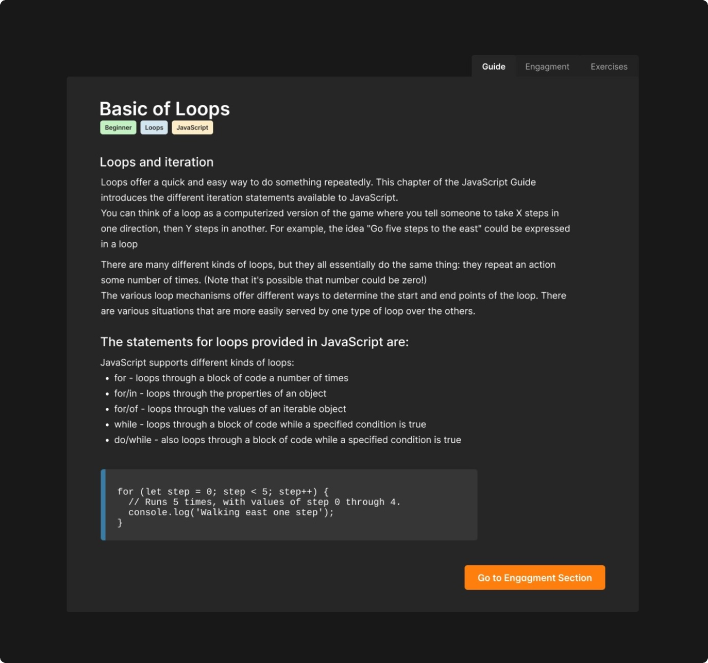 Guide Engagment Exercises
Basic of Loops
Beginner Loops JavaScript
Loops and iteration
Loops offer a quick and easy way to do something repeatedly. This chapter of the JavaScript Guide
introduces the different iteration statements available to JavaScript.
You can think of a loop as a computerized version of the game where you tell someone to take X steps in
one direction, then Y steps in another. For example, the idea "Go five steps to the east" could be expressed
in a loop
There are many different kinds of loops, but they all essentially do the same thing: they repeat an action
some number of times. (Note that it's possible that number could be zero!)
The various loop mechanisms offer different ways to determine the start and end points of the loop. There
are various situations that are more easily served by one type of loop over the others.
The statements for loops provided in JavaScript are:
JavaScript supports different kinds of loops:
• for - loops through a block of code a number of times
• for/in - loops through the properties of an object
• for/of - loops through the values of an iterable object
• while - loops through a block of code while a specified condition is true
• do/while - also loops through a block of code while a specified condition is true
for (let step = 0; step < 5; step++) {
  // Runs 5 times, with values of step 0 through 4.
  console.log('Walking east one step');
}
Go to Engagment Section